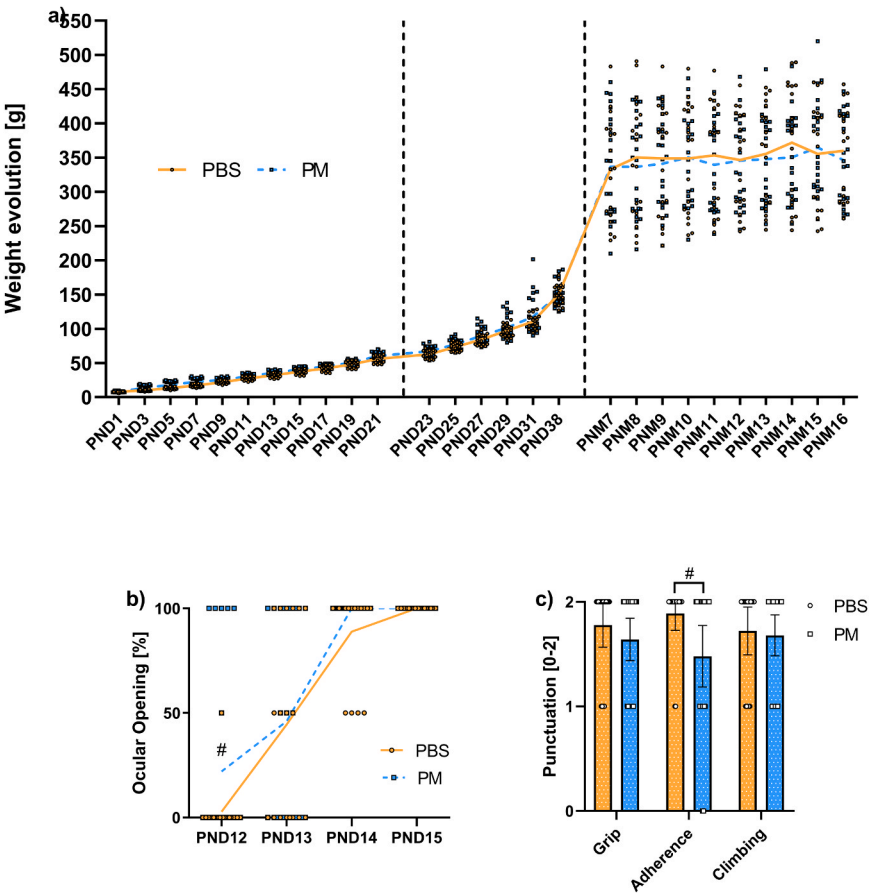 a)
550
500
450
400
350
300
250
200
150
100
50
0
Weight evolution [g]
PBS PM
PND1 PND3 PND5 PND7 PND9 PND11 PND13 PND15 PND17 PND19 PND21 PND23 PND25 PND27 PND29 PND31 PND38 PNM7 PNM8 PNM9 PNM10 PNM11 PNM12 PNM13 PNM14 PNM15 PNM16
b)
100
50
0
Ocular Opening [%]
#
PBS
PM
PND12 PND13 PND14 PND15
c)
2
1
0
Punctuation [0-2]
#
PBS
PM
Grip Adherence Climbing